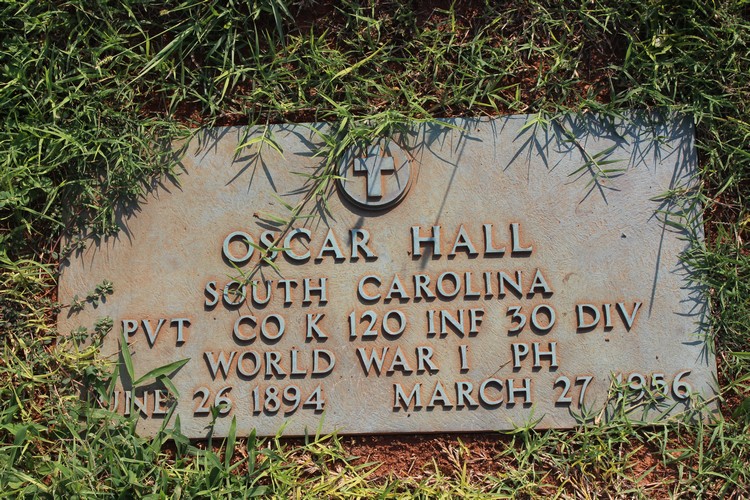 OSCAR HALL
SOUTH CAROLINA
PVT CO K 120 INF 30 DIV
WORLD WAR I PH
JUNE 26 1894 MARCH 27 1956